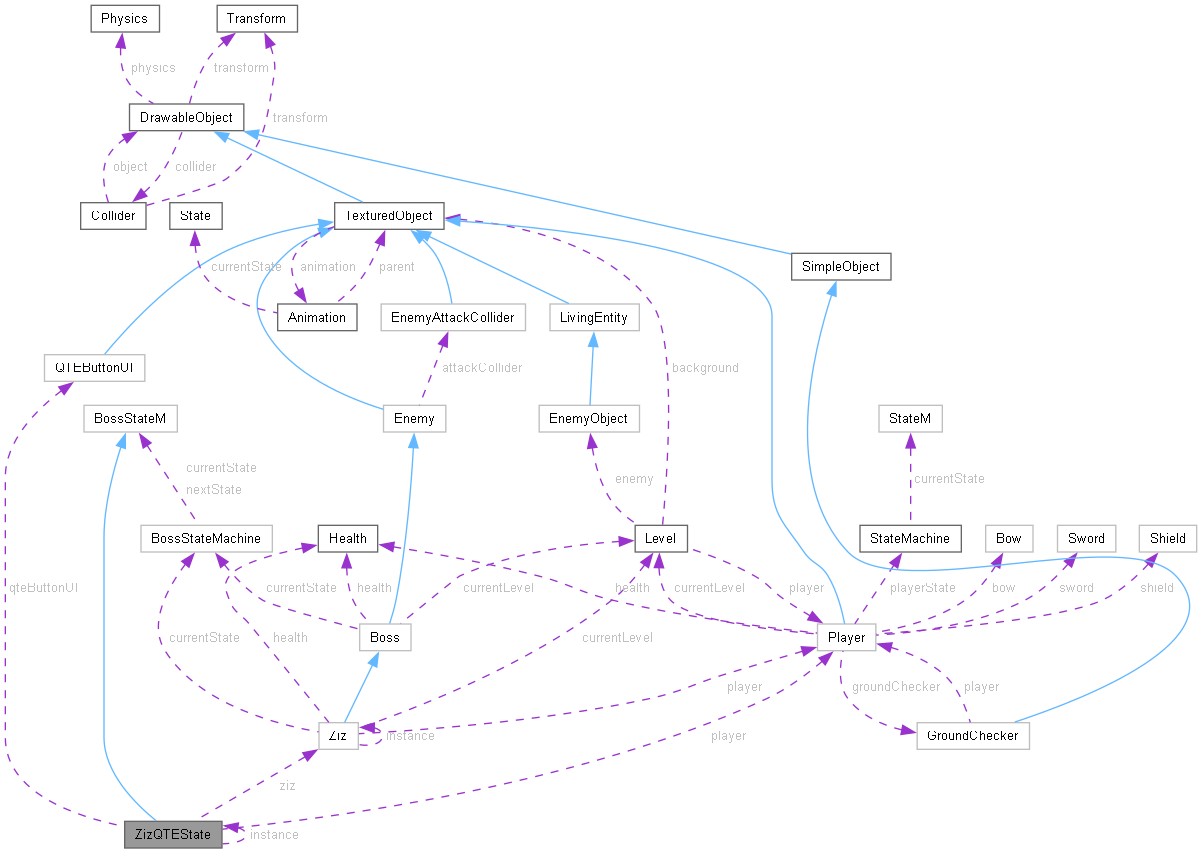 Physics
Transform
physics
transform
DrawableObject
transform
object
collider
Collider
State
TexturedObject
currentState
animation
parent
SimpleObject
Animation
EnemyAttackCollider
LivingEntity
QTEButtonUI
attackCollider
background
BossStateM
Enemy
EnemyObject
StateM
currentState
nextState
enemy
currentState
BossStateMachine
Health
Level
StateMachine
Bow
Sword
Shield
qteButtonUI
currentState
health
currentLevel
health
currentLevel
player
playerState
bow
sword
shield
currentState
health
Boss
currentLevel
Player
player
groundChecker
player
Ziz
instance
player
GroundChecker
ziz
ZizQTEState
instance